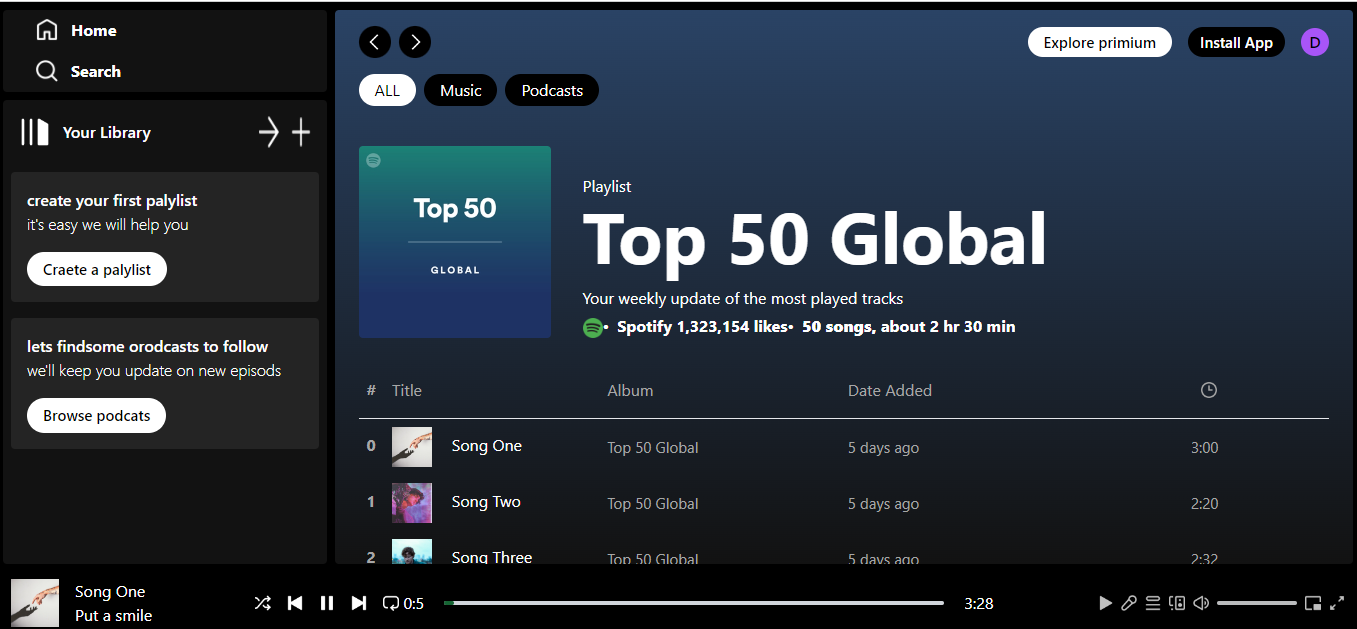 Home
Search
Your Library
create your first palylist
it's easy we will help you
Craete a palylist
lets findsome orodcasts to follow
we'll keep you update on new episods
Browse podcats
Explore primium
Install App
D
ALL
Music
Podcasts
Top 50
GLOBAL
Playlist
Top 50 Global
Your weekly update of the most played tracks
• Spotify 1,323,154 likes• 50 songs, about 2 hr 30 min
# Title Album Date Added
0 Song One Top 50 Global 5 days ago 3:00
1 Song Two Top 50 Global 5 days ago 2:20
2 Song Three Top 50 Global 5 days ago 2:32
Song One
Put a smile
0:5
3:28